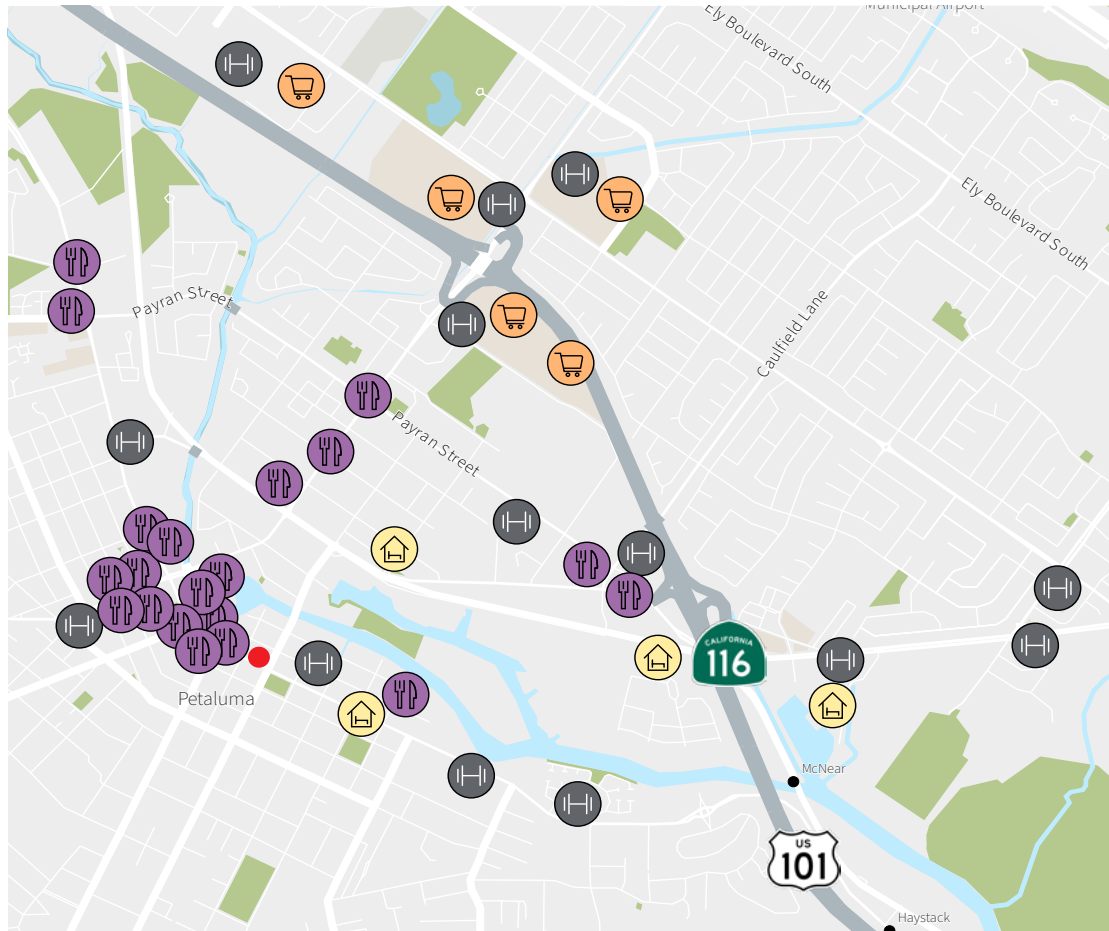 Municipal Airport
Ely Boulevard South
Ely Boulevard South
Payran Street
Caulfield Lane
Payran Street
CALIFORNIA
116
Petaluma
McNear
US
101
Haystack